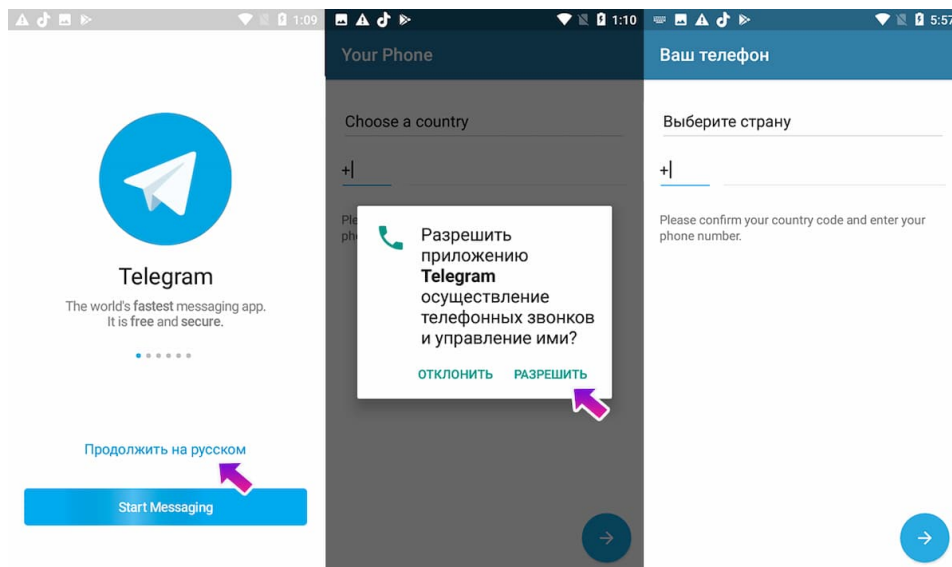 1:09
Telegram
The world's fastest messaging app.
It is free and secure.
Продолжить на русском
Start Messaging
1:10
Your Phone
Choose a country
+
Ple
ph
Разрешить
приложению
Telegram
осуществление
телефонных звонков
и управление ими?
ОТКЛОНИТЬ РАЗРЕШИТЬ
5:57
Ваш телефон
Выберите страну
+
Please confirm your country code and enter your
phone number.